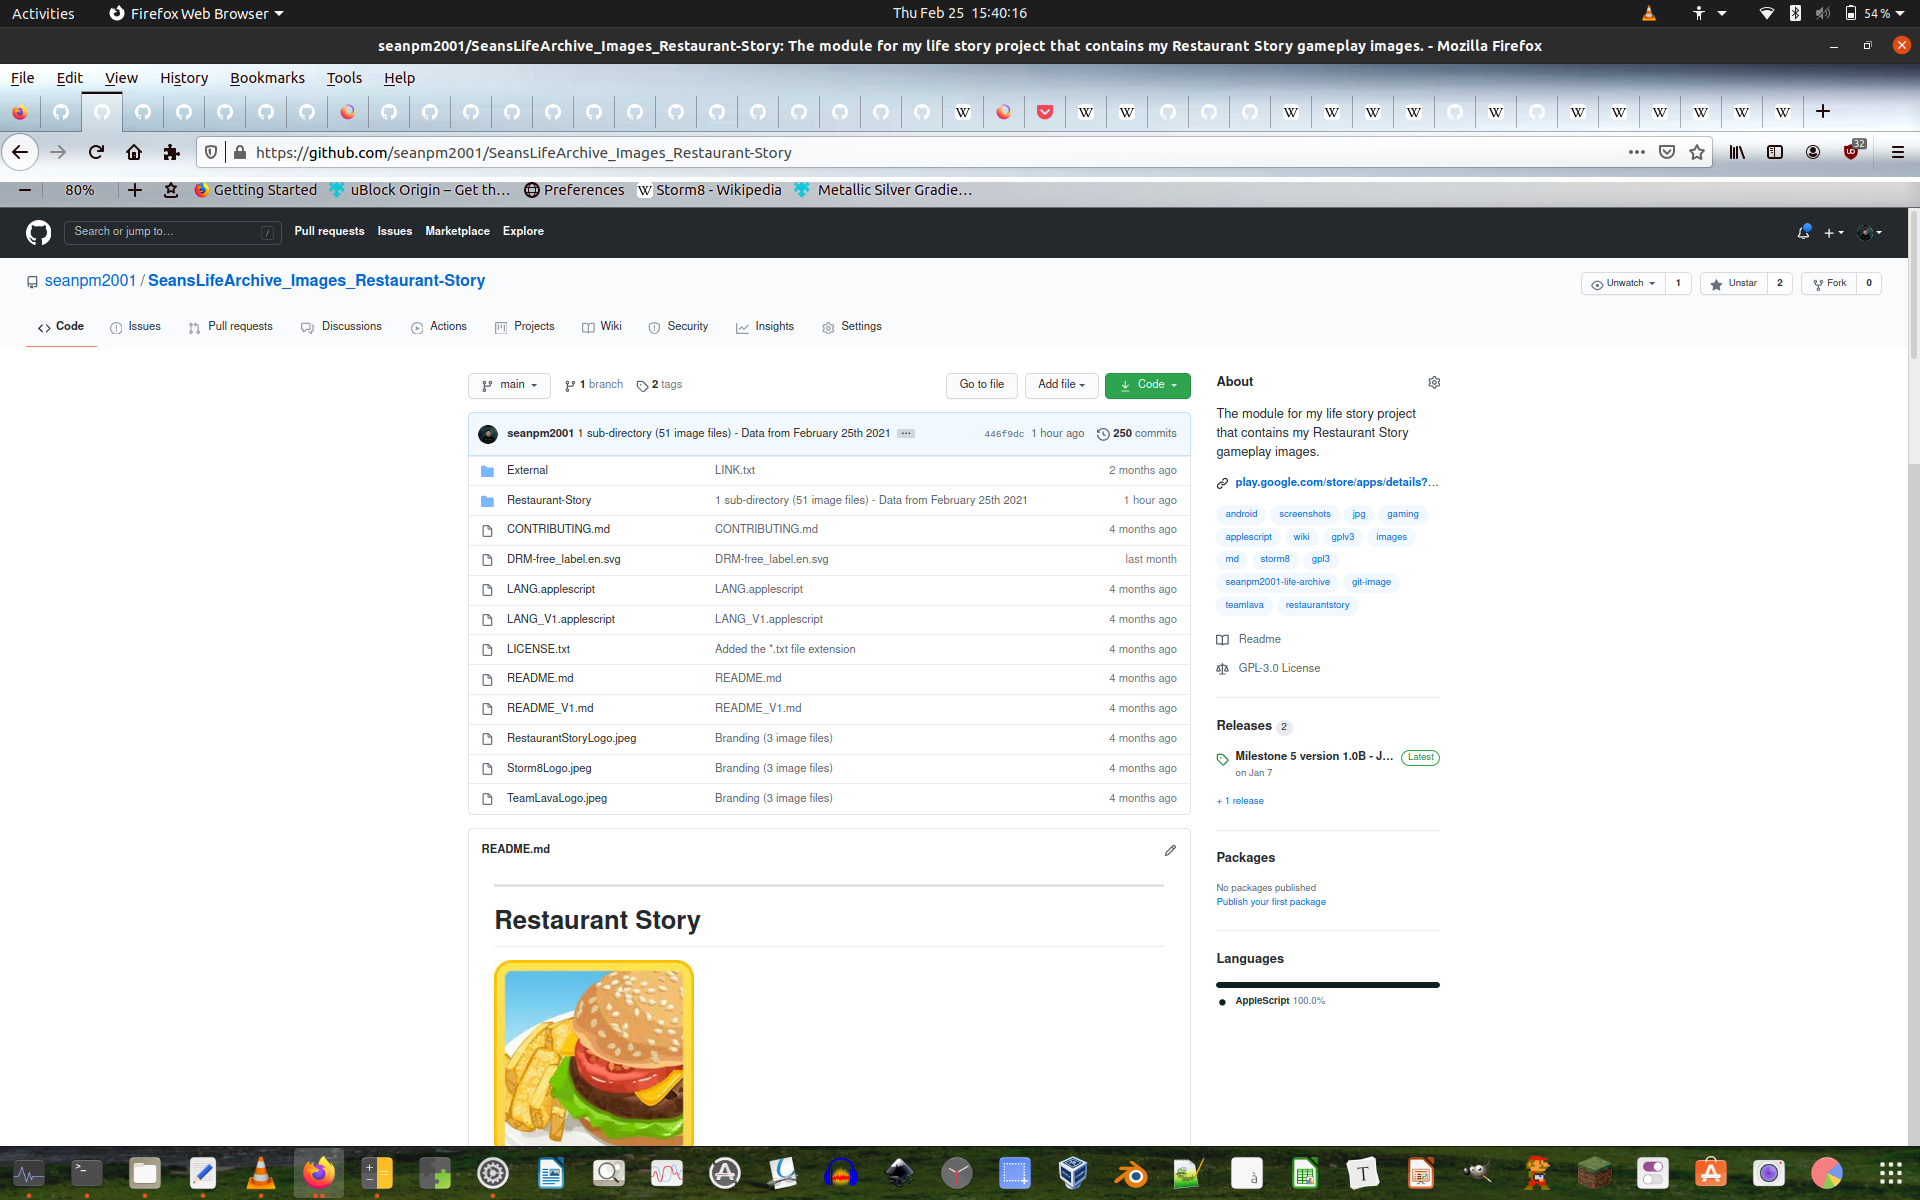 Activities
Firefox Web Browser
Thu Feb 25 15:40:16
54 %
seanpm2001/SeansLifeArchive_Images_Restaurant-Story: The module for my life story project that contains my Restaurant Story gameplay images. - Mozilla Firefox
File Edit View History Bookmarks Tools Help
https://github.com/seanpm2001/SeansLifeArchive_Images_Restaurant-Story
32
80%
Getting Started
uBlock Origin – Get th…
Preferences
Storm8 - Wikipedia
Metallic Silver Gradie…
Search or jump to…
/
Pull requests Issues Marketplace Explore
seanpm2001 / SeansLifeArchive_Images_Restaurant-Story
Unwatch 1
Unstar 2
Fork 0
Code
Issues
Pull requests
Discussions
Actions
Projects
Wiki
Security
Insights
Settings
main
1 branch
2 tags
Go to file
Add file
Code
seanpm2001 1 sub-directory (51 image files) - Data from February 25th 2021 ...
446f9dc 1 hour ago
250 commits
External LINK.txt 2 months ago
Restaurant-Story 1 sub-directory (51 image files) - Data from February 25th 2021 1 hour ago
CONTRIBUTING.md CONTRIBUTING.md 4 months ago
DRM-free_label.en.svg DRM-free_label.en.svg last month
LANG.applescript LANG.applescript 4 months ago
LANG_V1.applescript LANG_V1.applescript 4 months ago
LICENSE.txt Added the *.txt file extension 4 months ago
README.md README.md 4 months ago
README_V1.md README_V1.md 4 months ago
RestaurantStoryLogo.jpeg Branding (3 image files) 4 months ago
Storm8Logo.jpeg Branding (3 image files) 4 months ago
TeamLavaLogo.jpeg Branding (3 image files) 4 months ago
README.md
Restaurant Story
About
The module for my life story project
that contains my Restaurant Story
gameplay images.
play.google.com/store/apps/details?…
android screenshots jpg gaming
applescript wiki gplv3 images
md storm8 gpl3
seanpm2001-life-archive git-image
teamlava restaurantstory
Readme
GPL-3.0 License
Releases 2
Milestone 5 version 1.0B - J… Latest
on Jan 7
+ 1 release
Packages
No packages published
Publish your first package
Languages
AppleScript 100.0%